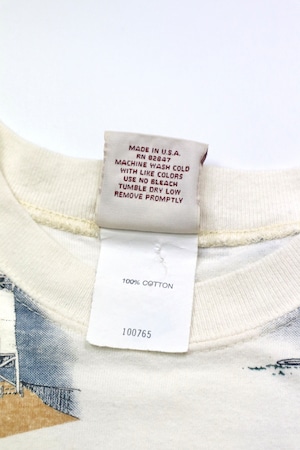 MADE IN U.S.A.
RN 82847
MACHINE WASH COLD
WITH LIKE COLORS
USE NO BLEACH
TUMBLE DRY LOW
REMOVE PROMPTLY
100% COTTON
100765